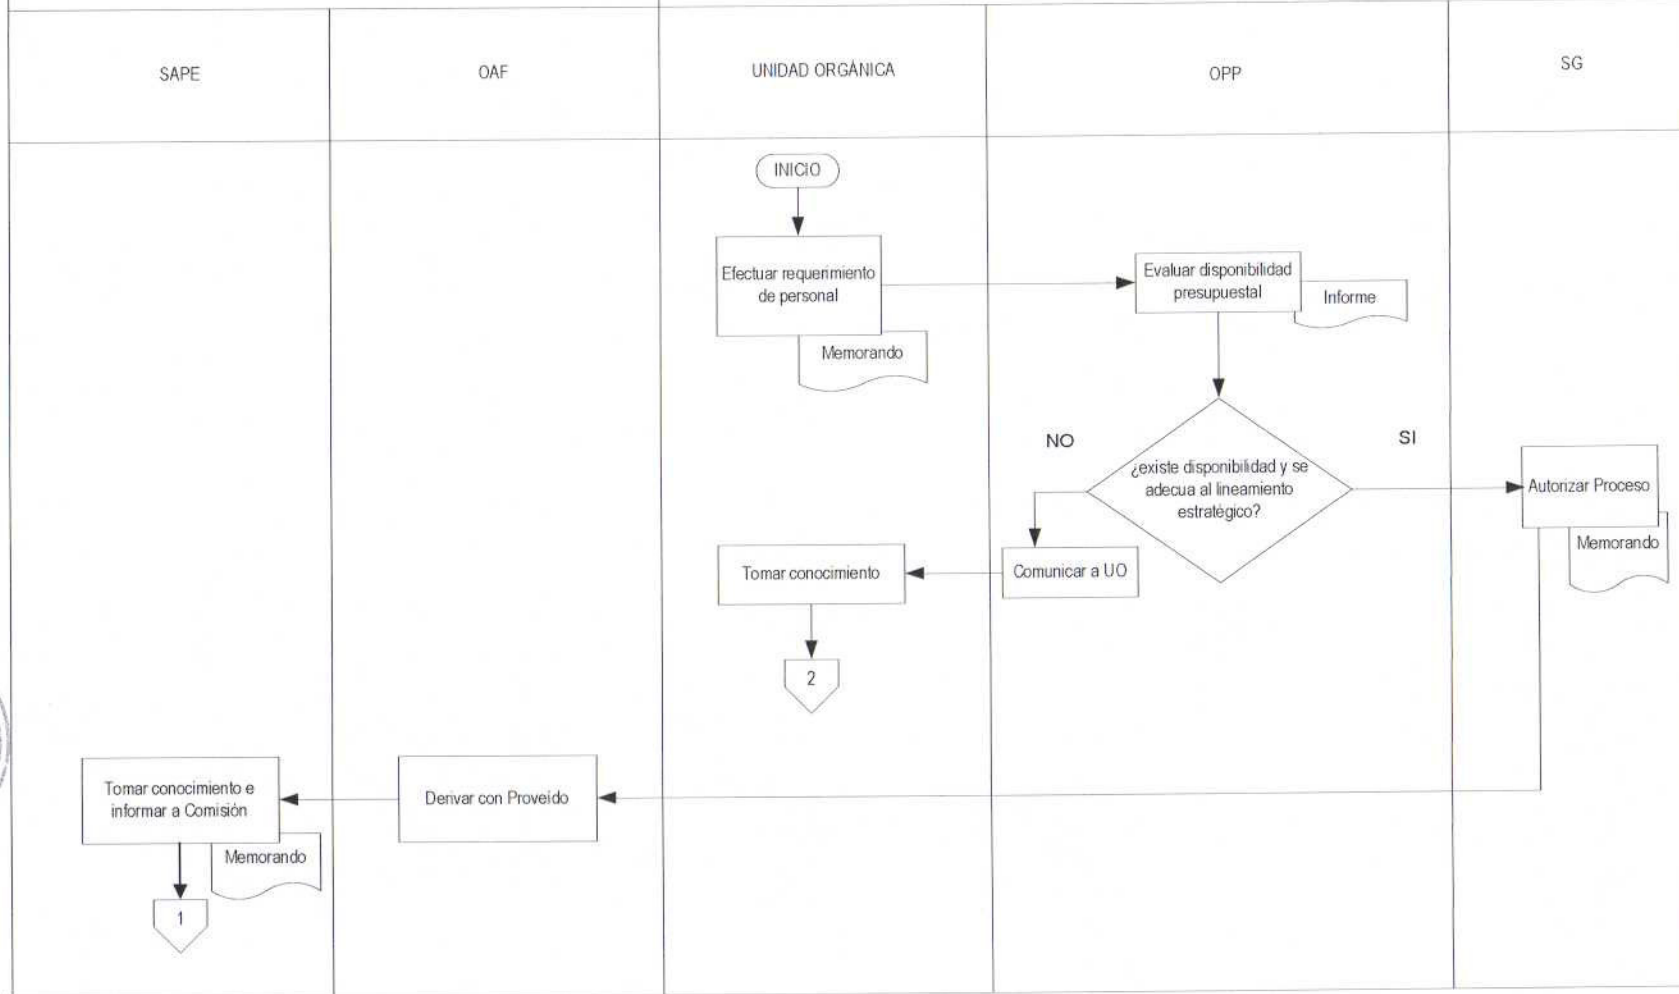 SAPE
OAF
UNIDAD ORGÁNICA
OPP
SG
INICIO
Efectuar requerimiento
de personal
Memorando
Evaluar disponibilidad
presupuestal
Informe
NO
SI
¿existe disponibilidad y se
adecua al lineamiento
estratégico?
Autorizar Proceso
Memorando
Comunicar a UO
Tomar conocimiento
2
Derivar con Proveído
Tomar conocimiento e
informar a Comisión
Memorando
1